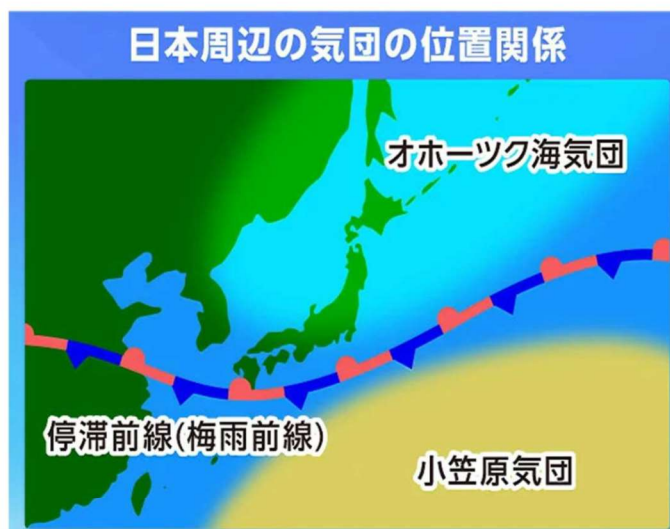 日本周辺の気団の位置関係
オホーツク海気団
停滞前線(梅雨前線)
小笠原気団